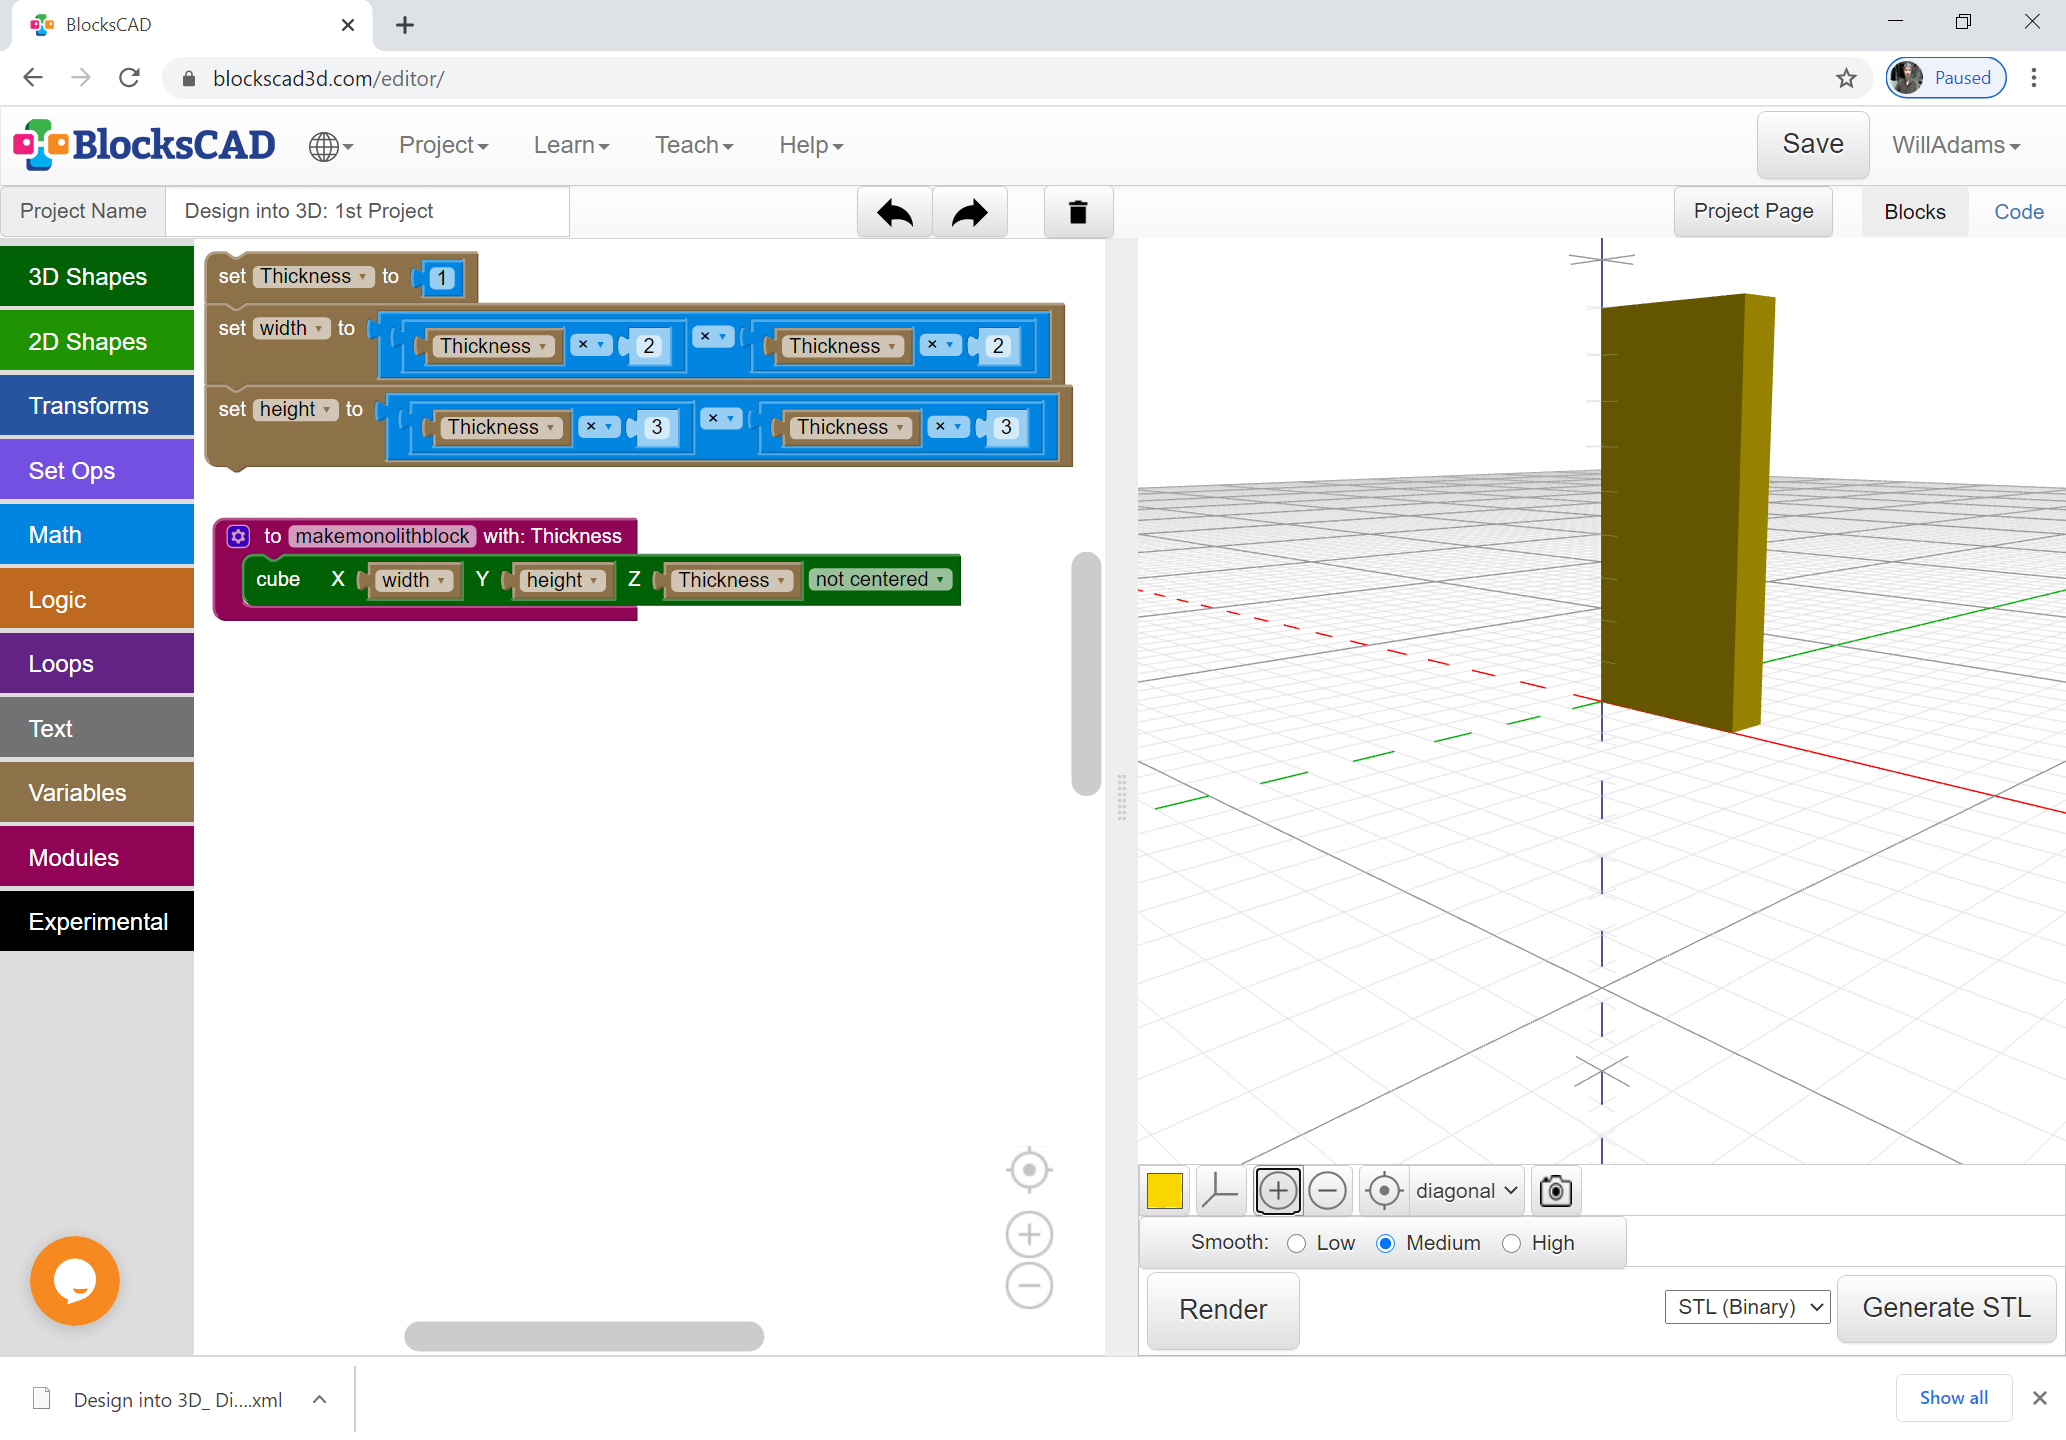 BlocksCAD
blockscad3d.com/editor/
Paused
BlocksCAD
Project
Learn
Teach
Help
Save
WillAdams
Project Name
Design into 3D: 1st Project
Project Page
Blocks
Code
3D Shapes
2D Shapes
Transforms
Set Ops
Math
Logic
Loops
Text
Variables
Modules
Experimental
set Thickness to 1
set width to Thickness × 2 × Thickness × 2
set height to Thickness × 3 × Thickness × 3
to makemonolithblock with: Thickness
cube X width Y height Z Thickness not centered
diagonal
Smooth: Low Medium High
Render
STL (Binary)
Generate STL
Design into 3D_ Di....xml
Show all